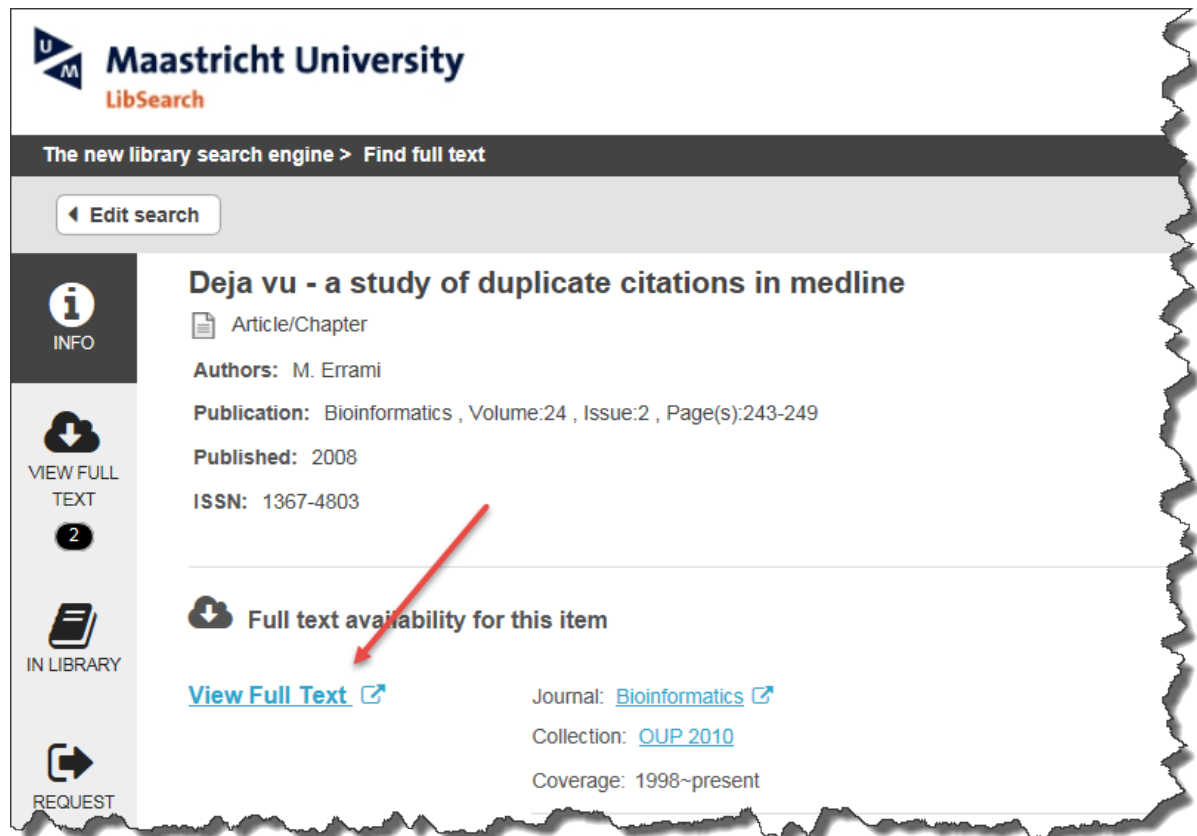 U
M
Maastricht University
LibSearch
The new library search engine > Find full text
Edit search
INFO
VIEW FULL
TEXT
2
IN LIBRARY
REQUEST
Deja vu - a study of duplicate citations in medline
Article/Chapter
Authors: M. Errami
Publication: Bioinformatics , Volume:24 , Issue:2 , Page(s):243-249
Published: 2008
ISSN: 1367-4803
Full text availability for this item
View Full Text
Journal: Bioinformatics
Collection: OUP 2010
Coverage: 1998~present